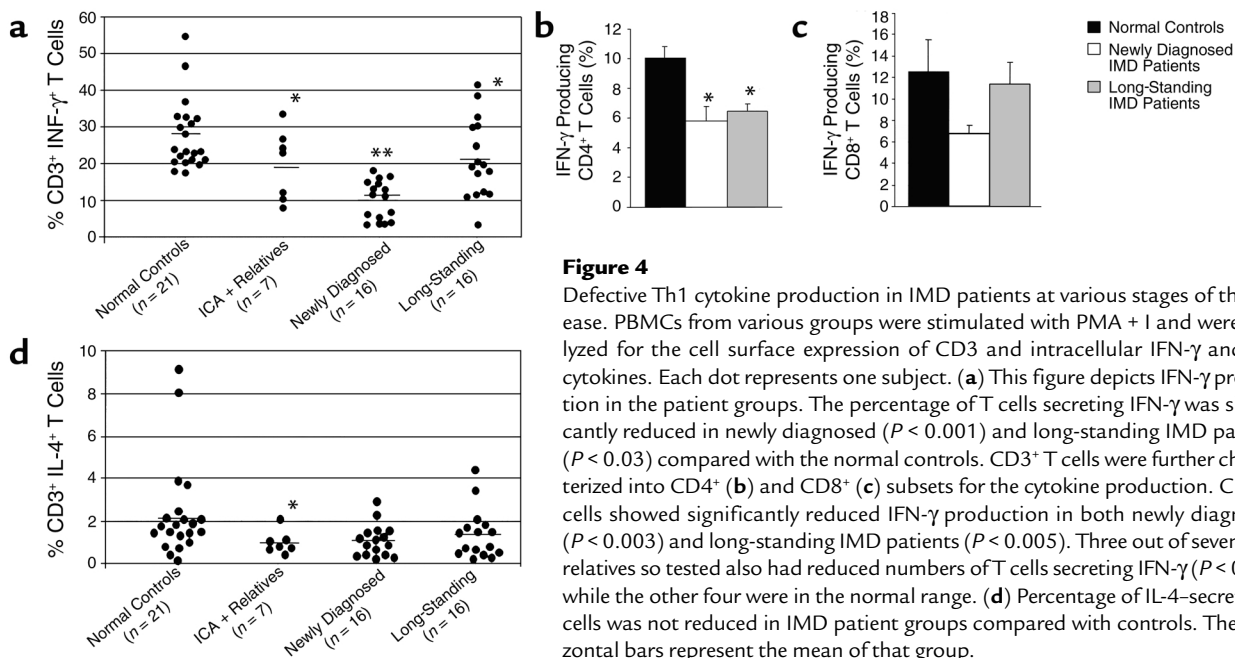 a
% CD3+ INF-γ+ T Cells
60
50
40
30
20
10
0
*
**
*
Normal Controls
(n = 21)
ICA + Relatives
(n = 7)
Newly Diagnosed
(n = 16)
Long-Standing
(n = 16)
b
IFN-γ Producing
CD4+ T Cells (%)
12
10
8
6
4
2
0
*
*
c
IFN-γ Producing
CD8+ T Cells (%)
18
16
14
12
10
8
6
4
2
0
Normal Controls
Newly Diagnosed
IMD Patients
Long-Standing
IMD Patients
d
% CD3+ IL-4+ T Cells
10
8
6
4
2
0
*
Normal Controls
(n = 21)
ICA + Relatives
(n = 7)
Newly Diagnosed
(n = 16)
Long-Standing
(n = 16)
Figure 4
Defective Th1 cytokine production in IMD patients at various stages of th
ease. PBMCs from various groups were stimulated with PMA + I and were
lyzed for the cell surface expression of CD3 and intracellular IFN-γ and
cytokines. Each dot represents one subject. (a) This figure depicts IFN-γ pro
tion in the patient groups. The percentage of T cells secreting IFN-γ was s
cantly reduced in newly diagnosed (P < 0.001) and long-standing IMD pa
(P < 0.03) compared with the normal controls. CD3+ T cells were further ch
terized into CD4+ (b) and CD8+ (c) subsets for the cytokine production. C
cells showed significantly reduced IFN-γ production in both newly diagn
(P < 0.003) and long-standing IMD patients (P < 0.005). Three out of seven
relatives so tested also had reduced numbers of T cells secreting IFN-γ (P < 0
while the other four were in the normal range. (d) Percentage of IL-4–secre
cells was not reduced in IMD patient groups compared with controls. The
zontal bars represent the mean of that group.